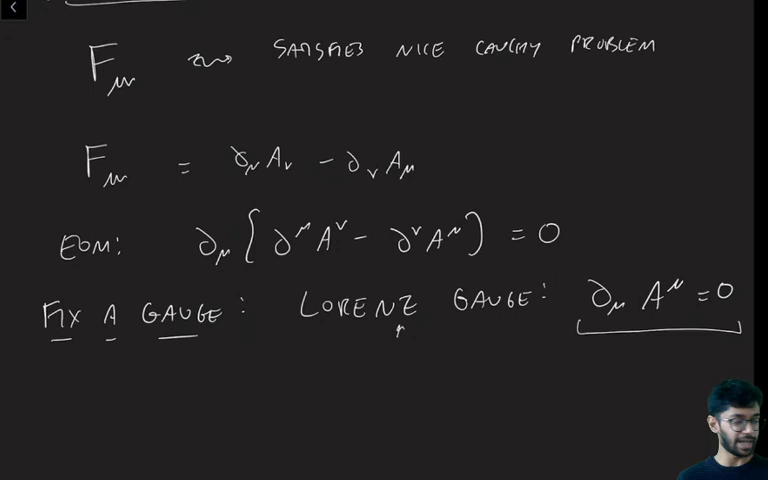 F_μν ⇝ SATISFIES NICE CAUCHY PROBLEM
F_μν = ∂_μ A_ν − ∂_ν A_μ
EOM: ∂_μ ( ∂^μ A^ν − ∂^ν A^μ ) = 0
FIX A GAUGE: LORENZ GAUGE: ∂_μ A^μ = 0